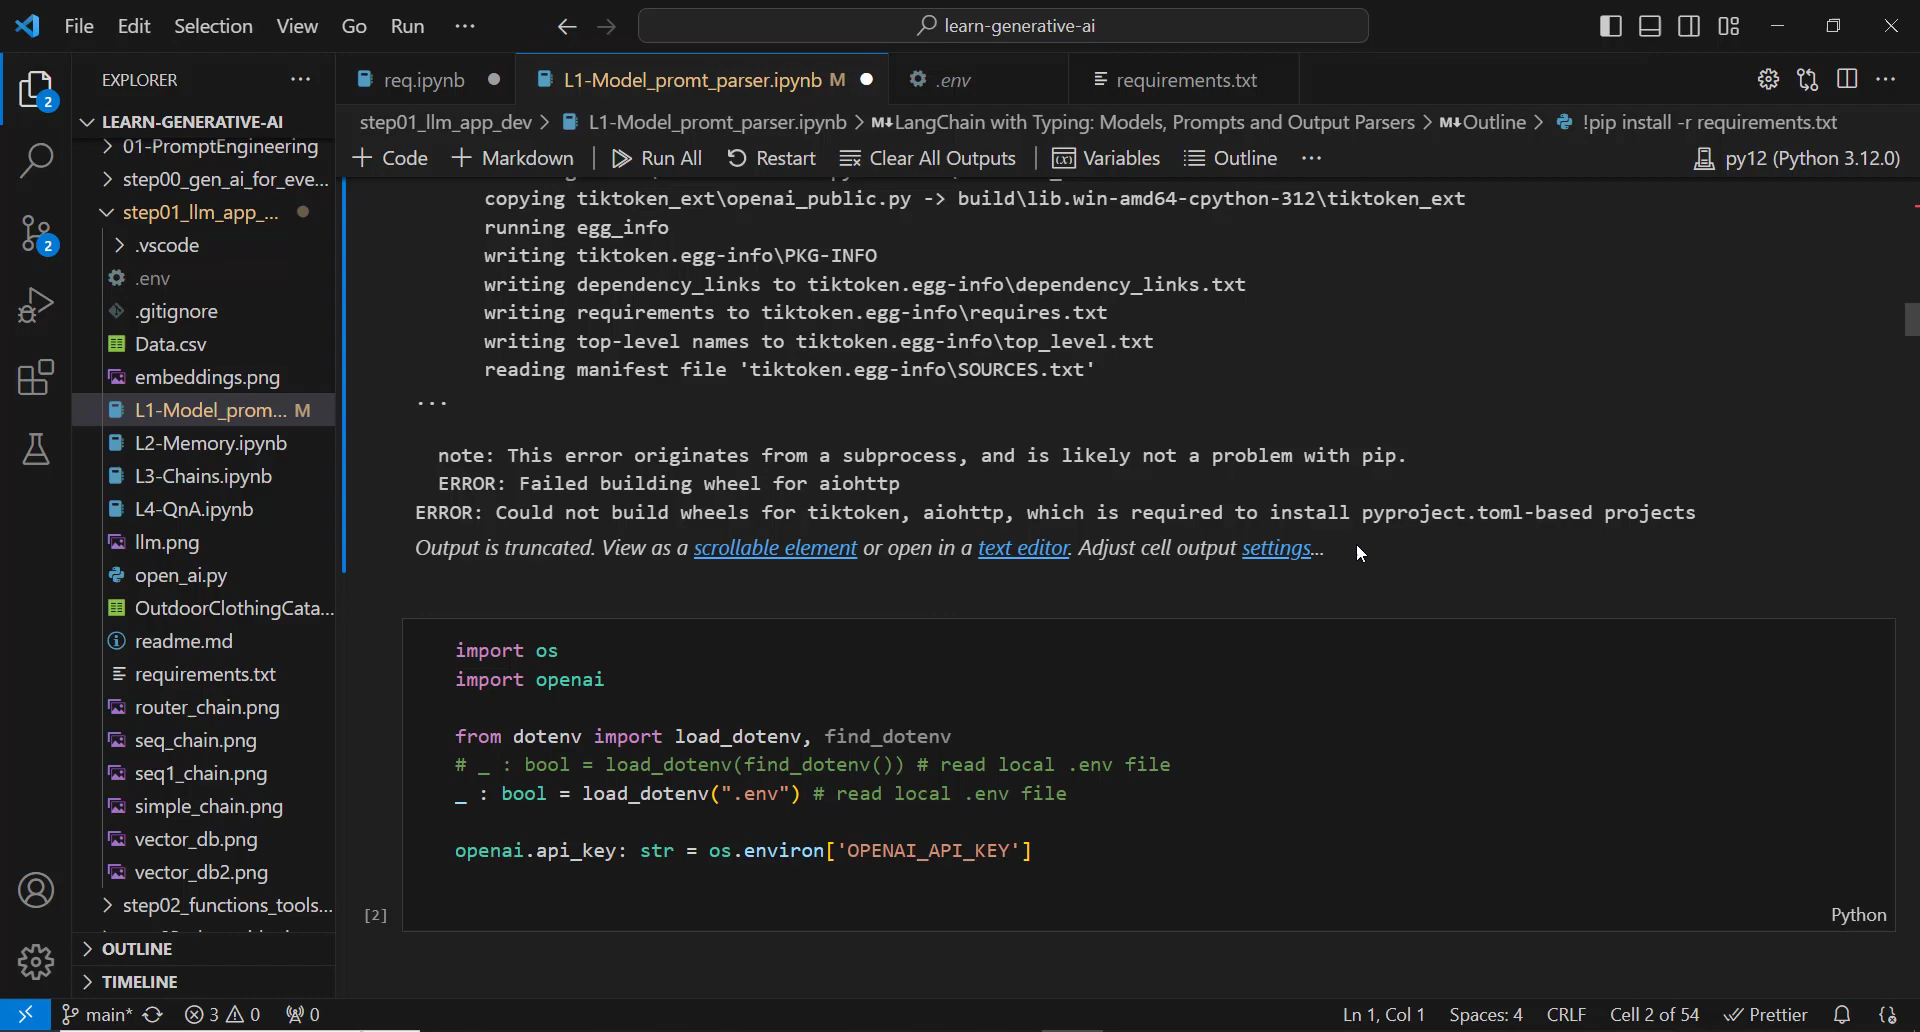 File Edit Selection View Go Run ··· learn-generative-ai
EXPLORER ···
LEARN-GENERATIVE-AI
01-PromptEngineering
step00_gen_ai_for_eve...
step01_llm_app_...
.vscode
.env
.gitignore
Data.csv
embeddings.png
L1-Model_prom... M
L2-Memory.ipynb
L3-Chains.ipynb
L4-QnA.ipynb
llm.png
open_ai.py
OutdoorClothingCata...
readme.md
requirements.txt
router_chain.png
seq_chain.png
seq1_chain.png
simple_chain.png
vector_db.png
vector_db2.png
step02_functions_tools...
OUTLINE
TIMELINE
2
2
req.ipynb L1-Model_promt_parser.ipynb M .env requirements.txt ···
step01_llm_app_dev > L1-Model_promt_parser.ipynb > M↓LangChain with Typing: Models, Prompts and Output Parsers > M↓Outline > !pip install -r requirements.txt
+ Code + Markdown | Run All Restart Clear All Outputs | Variables Outline ··· py12 (Python 3.12.0)
copying tiktoken_ext\openai_public.py -> build\lib.win-amd64-cpython-312\tiktoken_ext
running egg_info
writing tiktoken.egg-info\PKG-INFO
writing dependency_links to tiktoken.egg-info\dependency_links.txt
writing requirements to tiktoken.egg-info\requires.txt
writing top-level names to tiktoken.egg-info\top_level.txt
reading manifest file 'tiktoken.egg-info\SOURCES.txt'
...
note: This error originates from a subprocess, and is likely not a problem with pip.
ERROR: Failed building wheel for aiohttp
ERROR: Could not build wheels for tiktoken, aiohttp, which is required to install pyproject.toml-based projects
Output is truncated. View as a scrollable element or open in a text editor. Adjust cell output settings...
import os
import openai
from dotenv import load_dotenv, find_dotenv
# _ : bool = load_dotenv(find_dotenv()) # read local .env file
_ : bool = load_dotenv(".env") # read local .env file
openai.api_key: str = os.environ['OPENAI_API_KEY']
[2] Python
main* 3 0 0 Ln 1, Col 1 Spaces: 4 CRLF Cell 2 of 54 Prettier